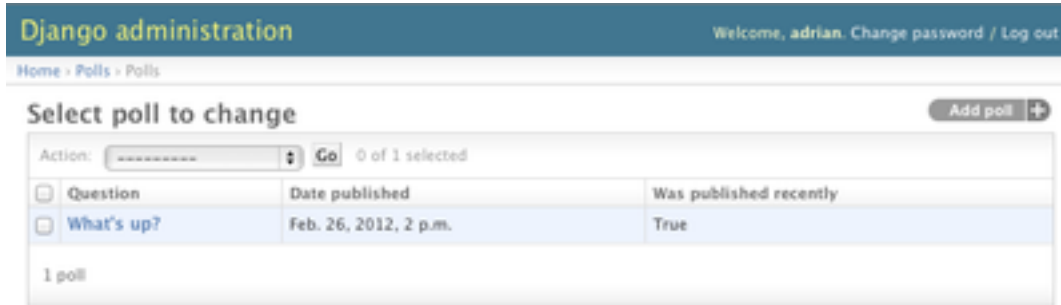 Django administration
Welcome, adrian. Change password / Log out
Home › Polls › Polls
Select poll to change
Add poll +
Action: --------- Go 0 of 1 selected
Question Date published Was published recently
What's up? Feb. 26, 2012, 2 p.m. True
1 poll